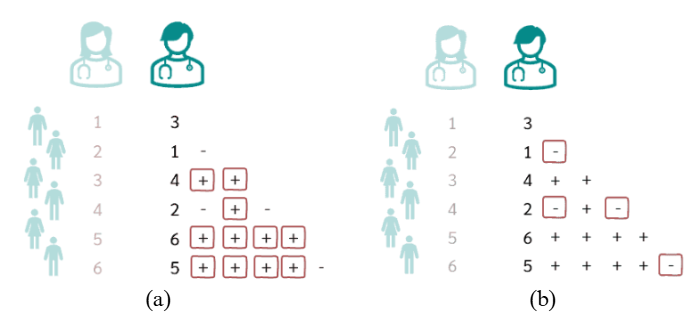 1 3
2 1 -
3 4 + +
4 2 - + -
5 6 + + + +
6 5 + + + + -
(a)
1 3
2 1 -
3 4 + +
4 2 - + -
5 6 + + + +
6 5 + + + + -
(b)